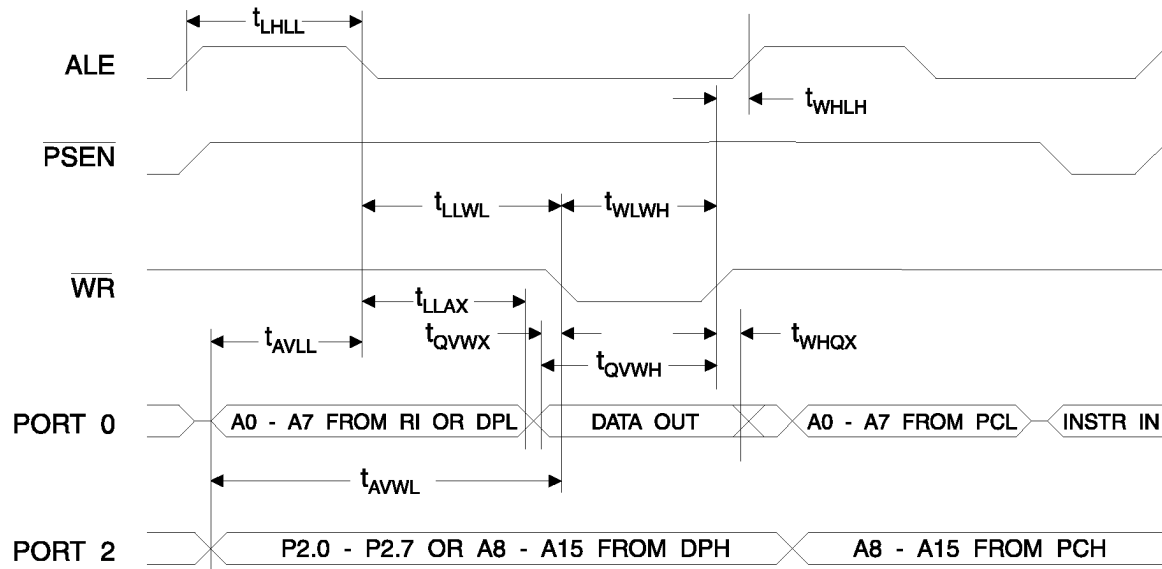 tLHLL
ALE
tWHLH
PSEN
tLLWL tWLWH
WR
tLLAX
tAVLL tQVWX tWHQX
tQVWH
PORT 0 A0 - A7 FROM RI OR DPL DATA OUT A0 - A7 FROM PCL INSTR IN
tAVWL
PORT 2 P2.0 - P2.7 OR A8 - A15 FROM DPH A8 - A15 FROM PCH